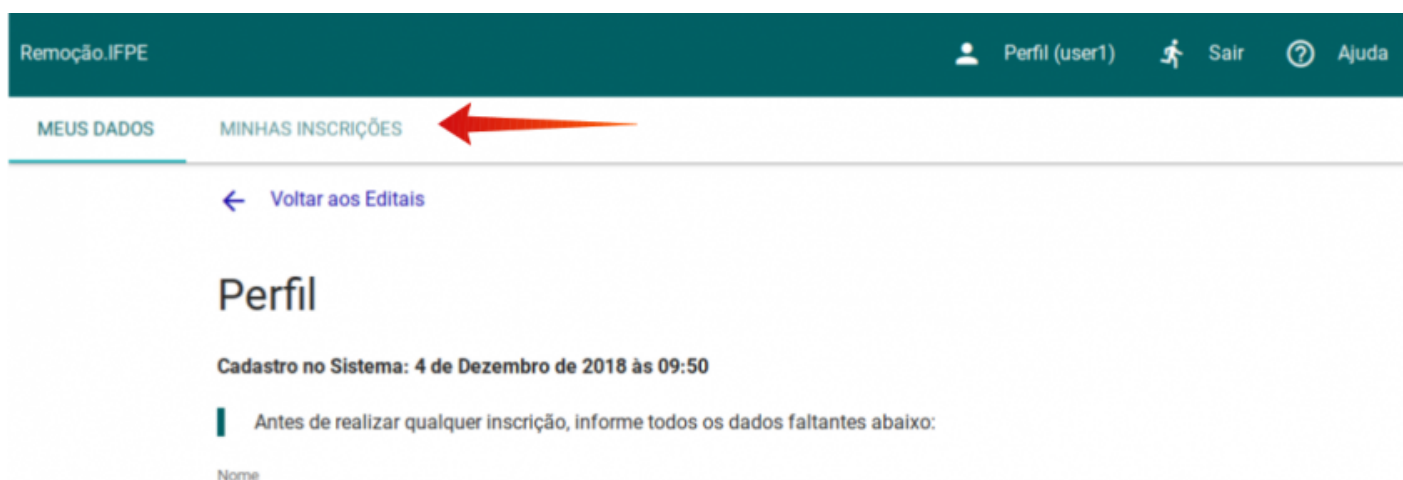 Remoção.IFPE Perfil (user1) Sair Ajuda
MEUS DADOS MINHAS INSCRIÇÕES
Voltar aos Editais
Perfil
Cadastro no Sistema: 4 de Dezembro de 2018 às 09:50
Antes de realizar qualquer inscrição, informe todos os dados faltantes abaixo:
Nome